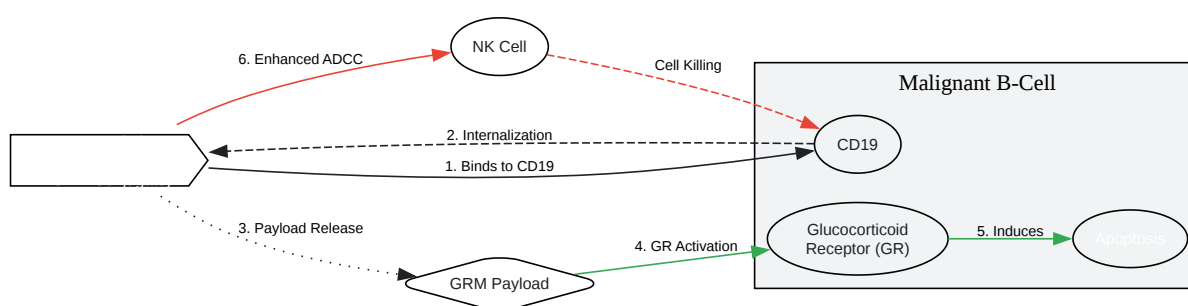 NK Cell
6. Enhanced ADCC
Cell Killing
Malignant B-Cell
2. Internalization
CD19
1. Binds to CD19
3. Payload Release
Glucocorticoid
Receptor (GR)
5. Induces
Apoptosis
4. GR Activation
GRM Payload